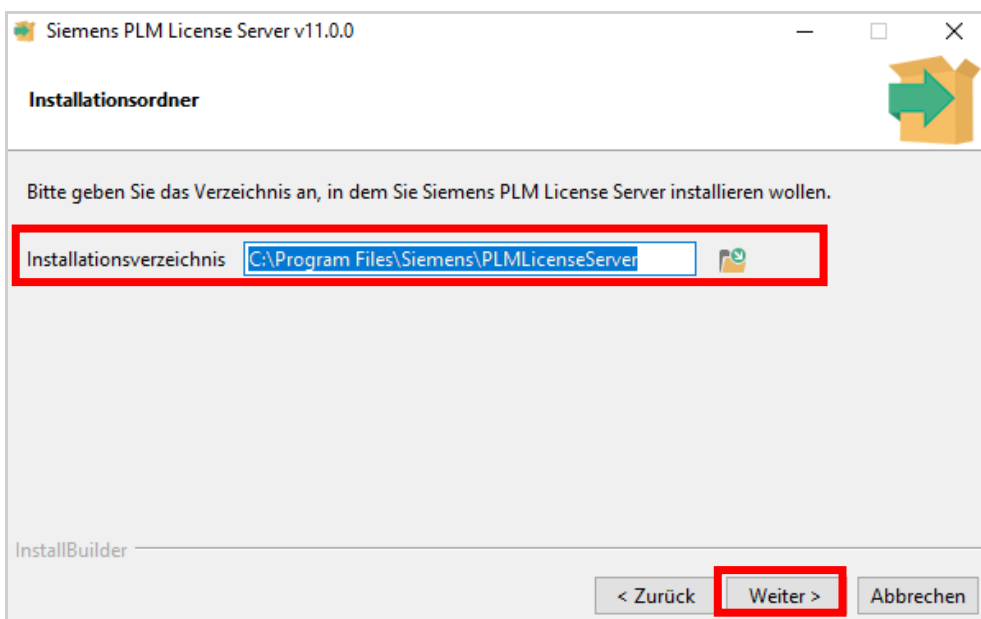 Siemens PLM License Server v11.0.0
Installationsordner
Bitte geben Sie das Verzeichnis an, in dem Sie Siemens PLM License Server installieren wollen.
Installationsverzeichnis C:\Program Files\Siemens\PLMLicenseServer
InstallBuilder
< Zurück Weiter > Abbrechen